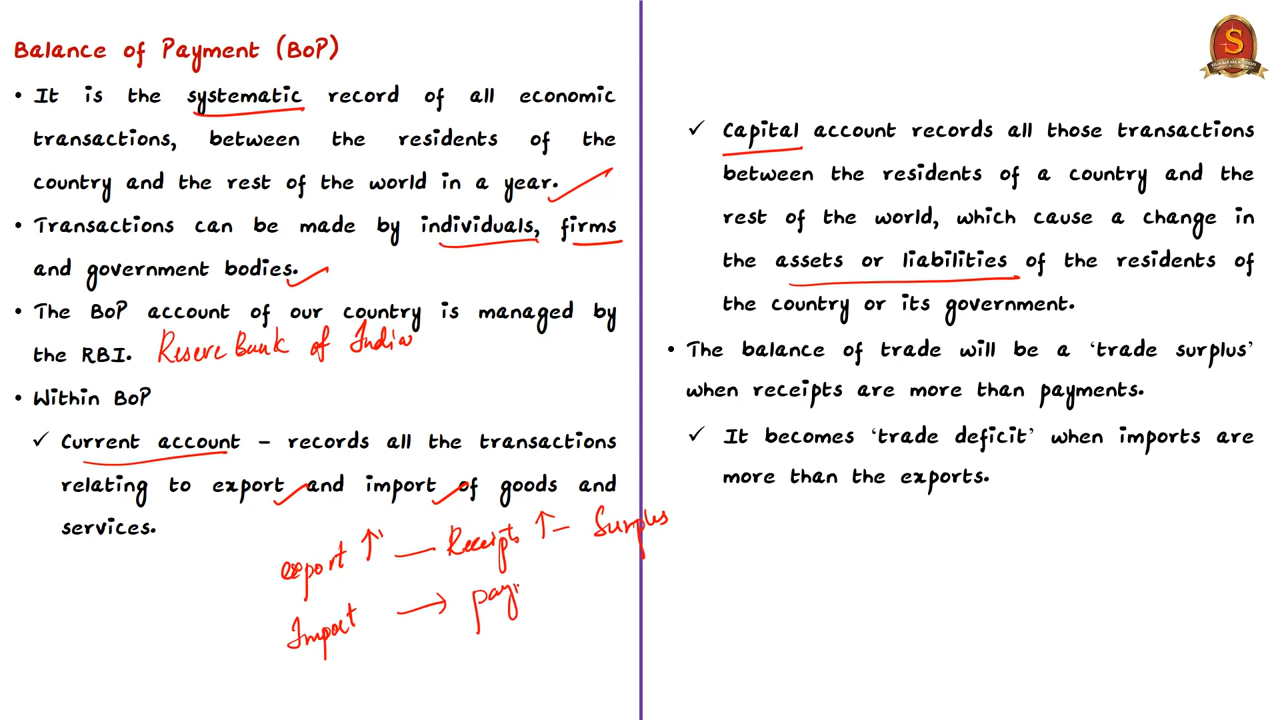 Balance of Payment (BoP)
• It is the systematic record of all economic
transactions, between the residents of the
country and the rest of the world in a year.
• Transactions can be made by individuals, firms
and government bodies.
• The BoP account of our country is managed by
the RBI. Reserve Bank of India
• Within BoP
✓ Current account – records all the transactions
relating to export and import of goods and
services.
export ↑ — Receipts ↑ – Surplus
Import → pay
S
✓ Capital account records all those transactions
between the residents of a country and the
rest of the world, which cause a change in
the assets or liabilities of the residents of
the country or its government.
• The balance of trade will be a ‘trade surplus’
when receipts are more than payments.
✓ It becomes ‘trade deficit’ when imports are
more than the exports.